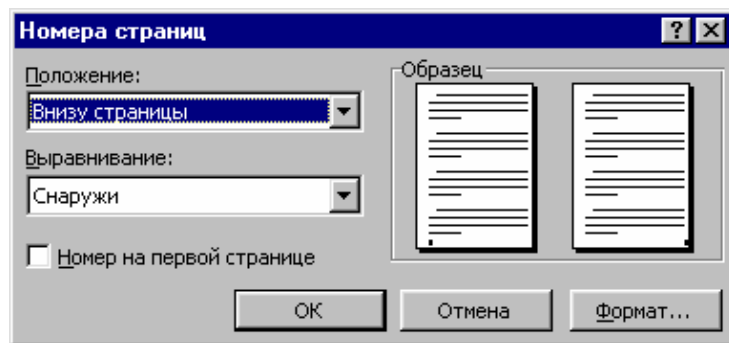 Номера страниц
Положение:
Внизу страницы
Выравнивание:
Снаружи
Номер на первой странице
Образец
ОК
Отмена
Формат...